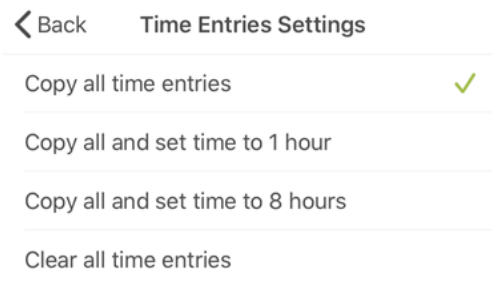 Back Time Entries Settings
Copy all time entries
Copy all and set time to 1 hour
Copy all and set time to 8 hours
Clear all time entries